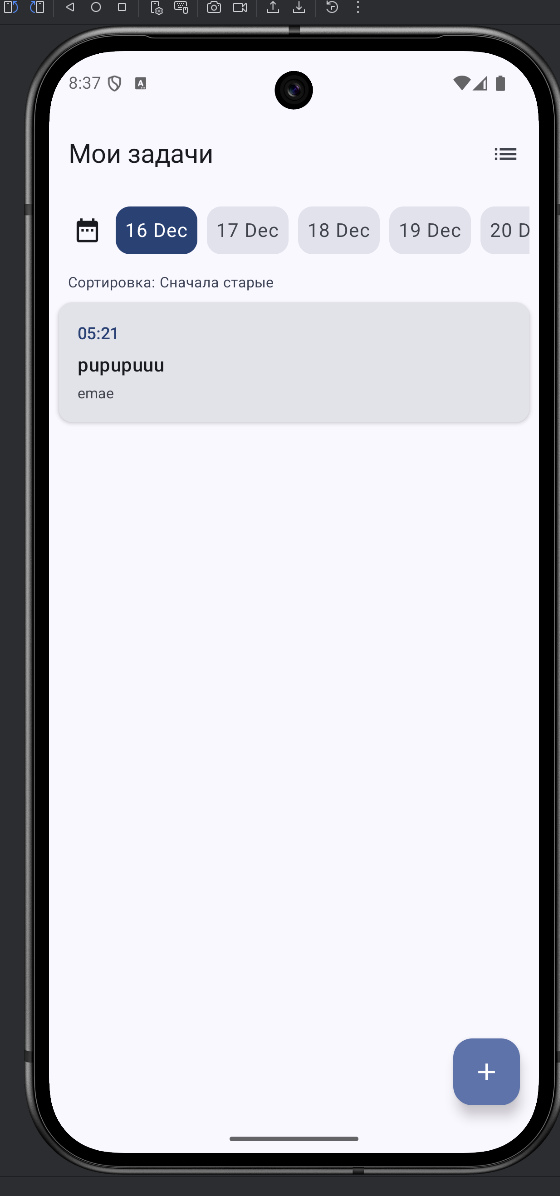 8:37 A
Мои задачи
16 Dec 17 Dec 18 Dec 19 Dec 20 D
Сортировка: Сначала старые
05:21
pupupuuu
emae
+